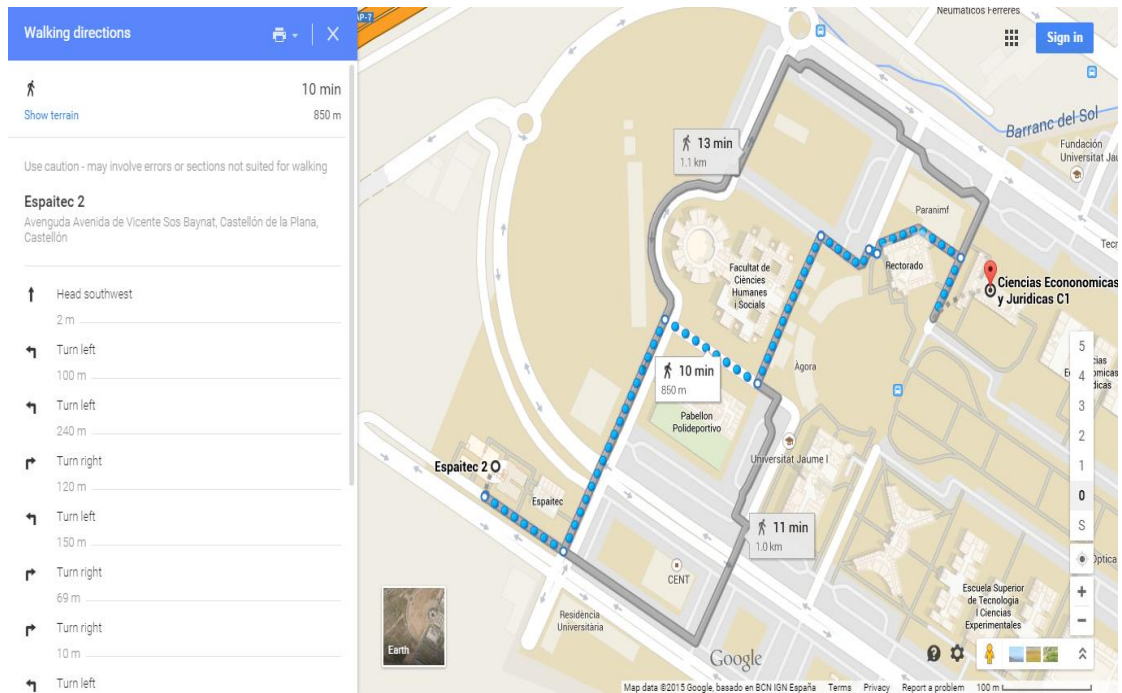 Walking directions
10 min
Show terrain
850 m
Use caution - may involve errors or sections not suited for walking
Espaitec 2
Avenguda Avenida de Vicente Sos Baynat, Castellón de la Plana,
Castellón
Head southwest
2 m
Turn left
100 m
Turn left
240 m
Turn right
120 m
Turn left
150 m
Turn right
69 m
Turn right
10 m
Turn left
AP-7
Neumaticos Ferreres
Sign in
Barranc del Sol
Fundación
Universitat Jau
13 min
1.1 km
Paranimf
Tecr
Facultat de
Ciències
Humanes
i Socials
Rectorado
Ciencias Econonomicas
y Juridicas C1
10 min
850 m
Àgora
Pabellon
Polideportivo
Universitat Jaume I
Espaitec 2
Espaitec
11 min
1.0 km
CENT
Residència
Universitària
Escuela Superior
de Tecnologia
I Ciencias
Experimentales
Òptica
5
4
3
2
1
0
S
+
−
Earth
Google
Map data ©2015 Google, basado en BCN IGN España Terms Privacy Report a problem 100 m